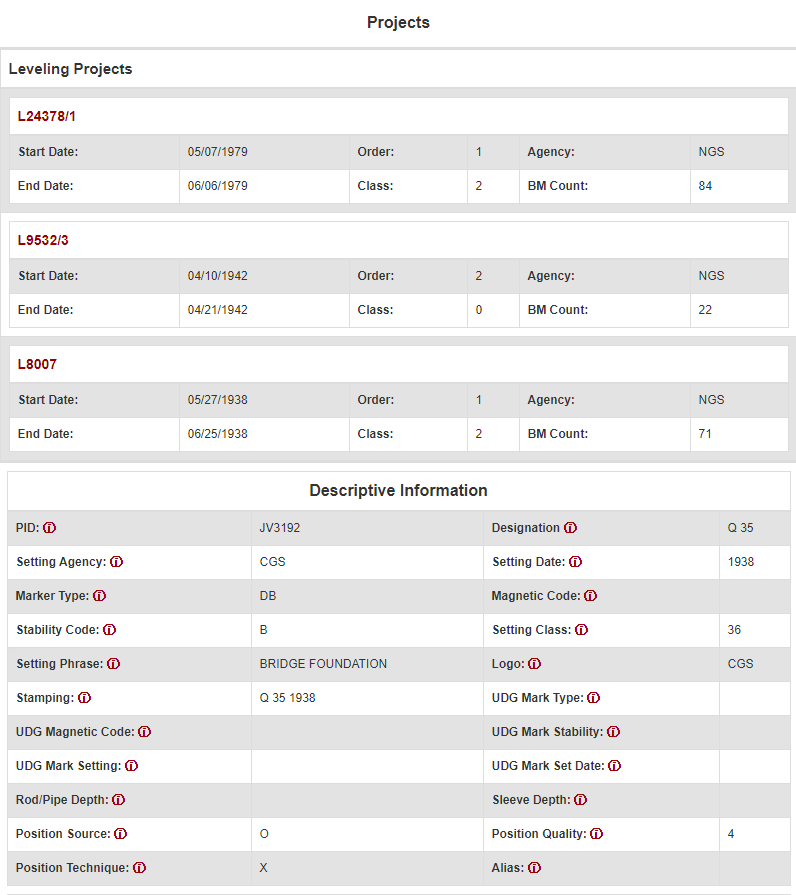 Projects
Leveling Projects
L24378/1
Start Date: 05/07/1979 Order: 1 Agency: NGS
End Date: 06/06/1979 Class: 2 BM Count: 84
L9532/3
Start Date: 04/10/1942 Order: 2 Agency: NGS
End Date: 04/21/1942 Class: 0 BM Count: 22
L8007
Start Date: 05/27/1938 Order: 1 Agency: NGS
End Date: 06/25/1938 Class: 2 BM Count: 71
Descriptive Information
PID: JV3192 Designation Q 35
Setting Agency: CGS Setting Date: 1938
Marker Type: DB Magnetic Code:
Stability Code: B Setting Class: 36
Setting Phrase: BRIDGE FOUNDATION Logo: CGS
Stamping: Q 35 1938 UDG Mark Type:
UDG Magnetic Code: UDG Mark Stability:
UDG Mark Setting: UDG Mark Set Date:
Rod/Pipe Depth: Sleeve Depth:
Position Source: O Position Quality: 4
Position Technique: X Alias: